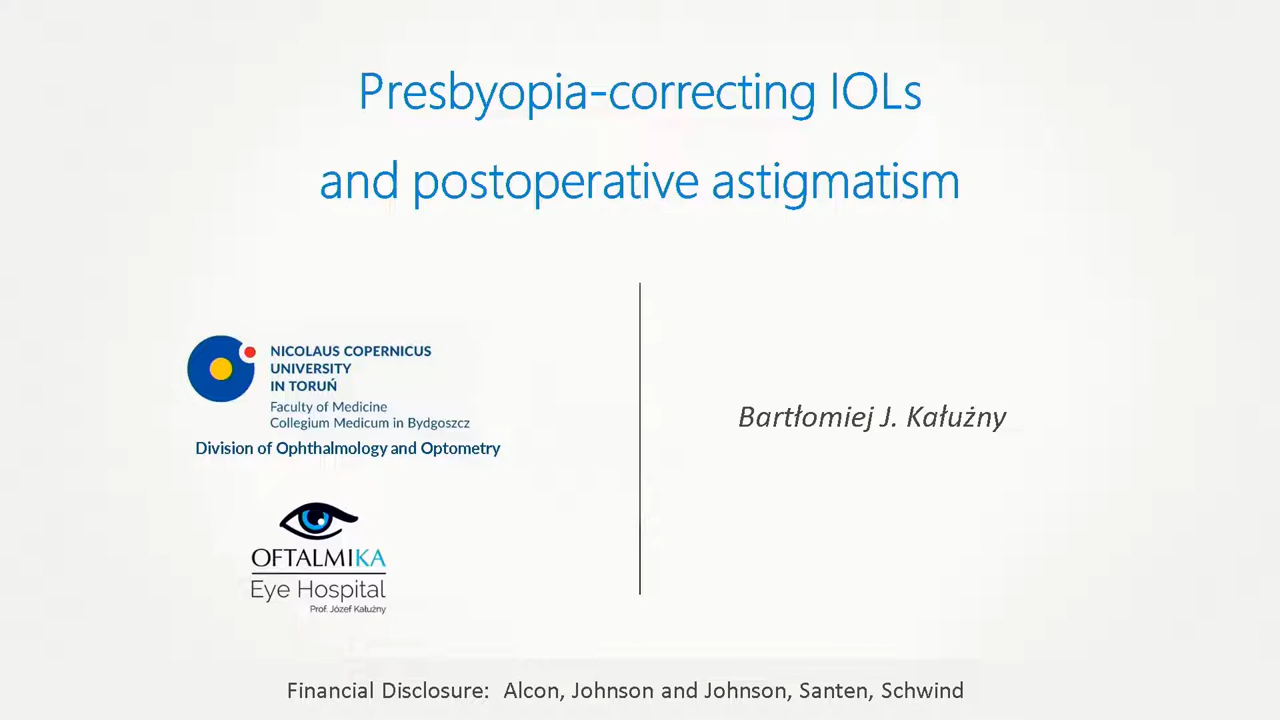 Presbyopia-correcting IOLs
and postoperative astigmatism
NICOLAUS COPERNICUS
UNIVERSITY
IN TORUŃ
Faculty of Medicine
Collegium Medicum in Bydgoszcz
Division of Ophthalmology and Optometry
OFTALMIKA
Eye Hospital
Prof. Józef Kałużny
Bartłomiej J. Kałużny
Financial Disclosure: Alcon, Johnson and Johnson, Santen, Schwind